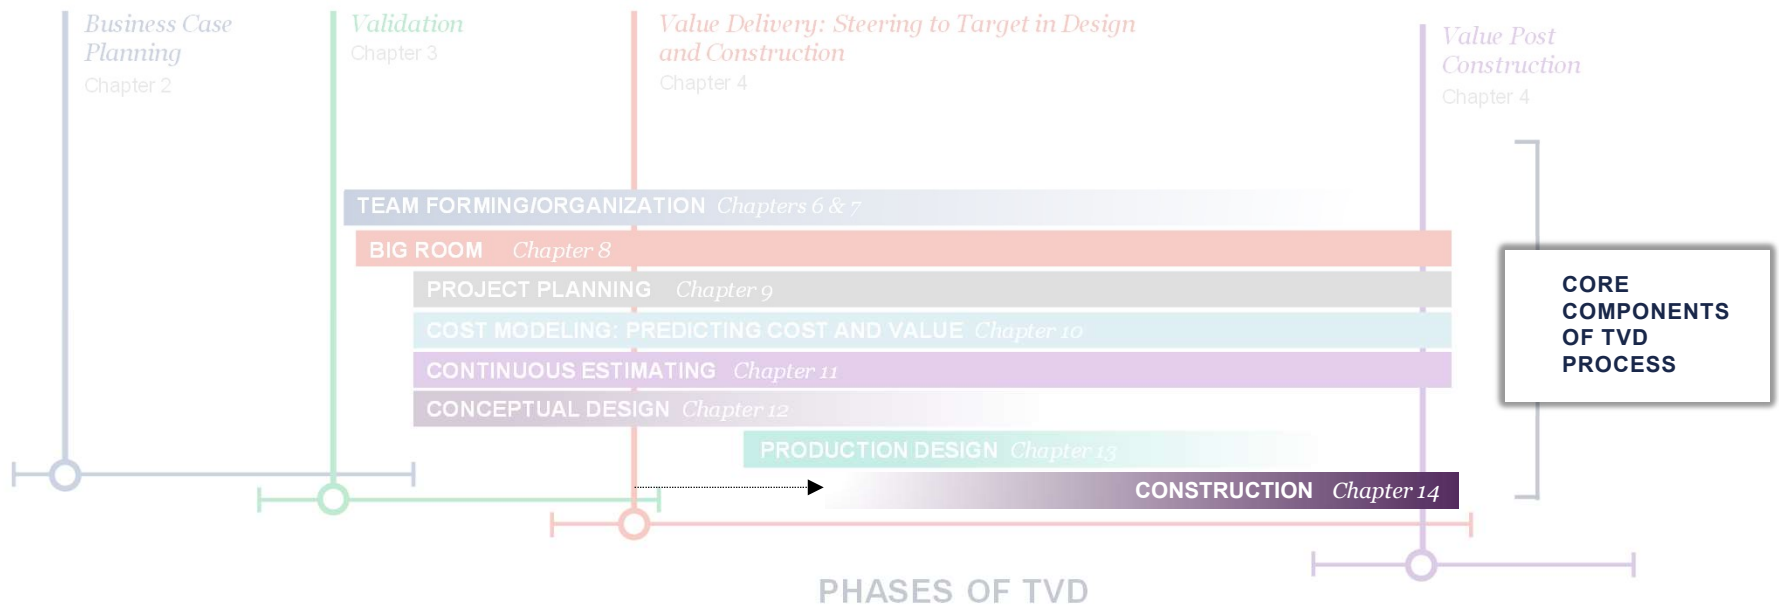 Business Case
Planning
Chapter 2
Validation
Chapter 3
Value Delivery: Steering to Target in Design
and Construction
Chapter 4
Value Post
Construction
Chapter 4
TEAM FORMING/ORGANIZATION Chapters 6 & 7
BIG ROOM Chapter 8
PROJECT PLANNING Chapter 9
COST MODELING: PREDICTING COST AND VALUE Chapter 10
CONTINUOUS ESTIMATING Chapter 11
CONCEPTUAL DESIGN Chapter 12
PRODUCTION DESIGN Chapter 13
CONSTRUCTION Chapter 14
CORE
COMPONENTS
OF TVD
PROCESS
PHASES OF TVD